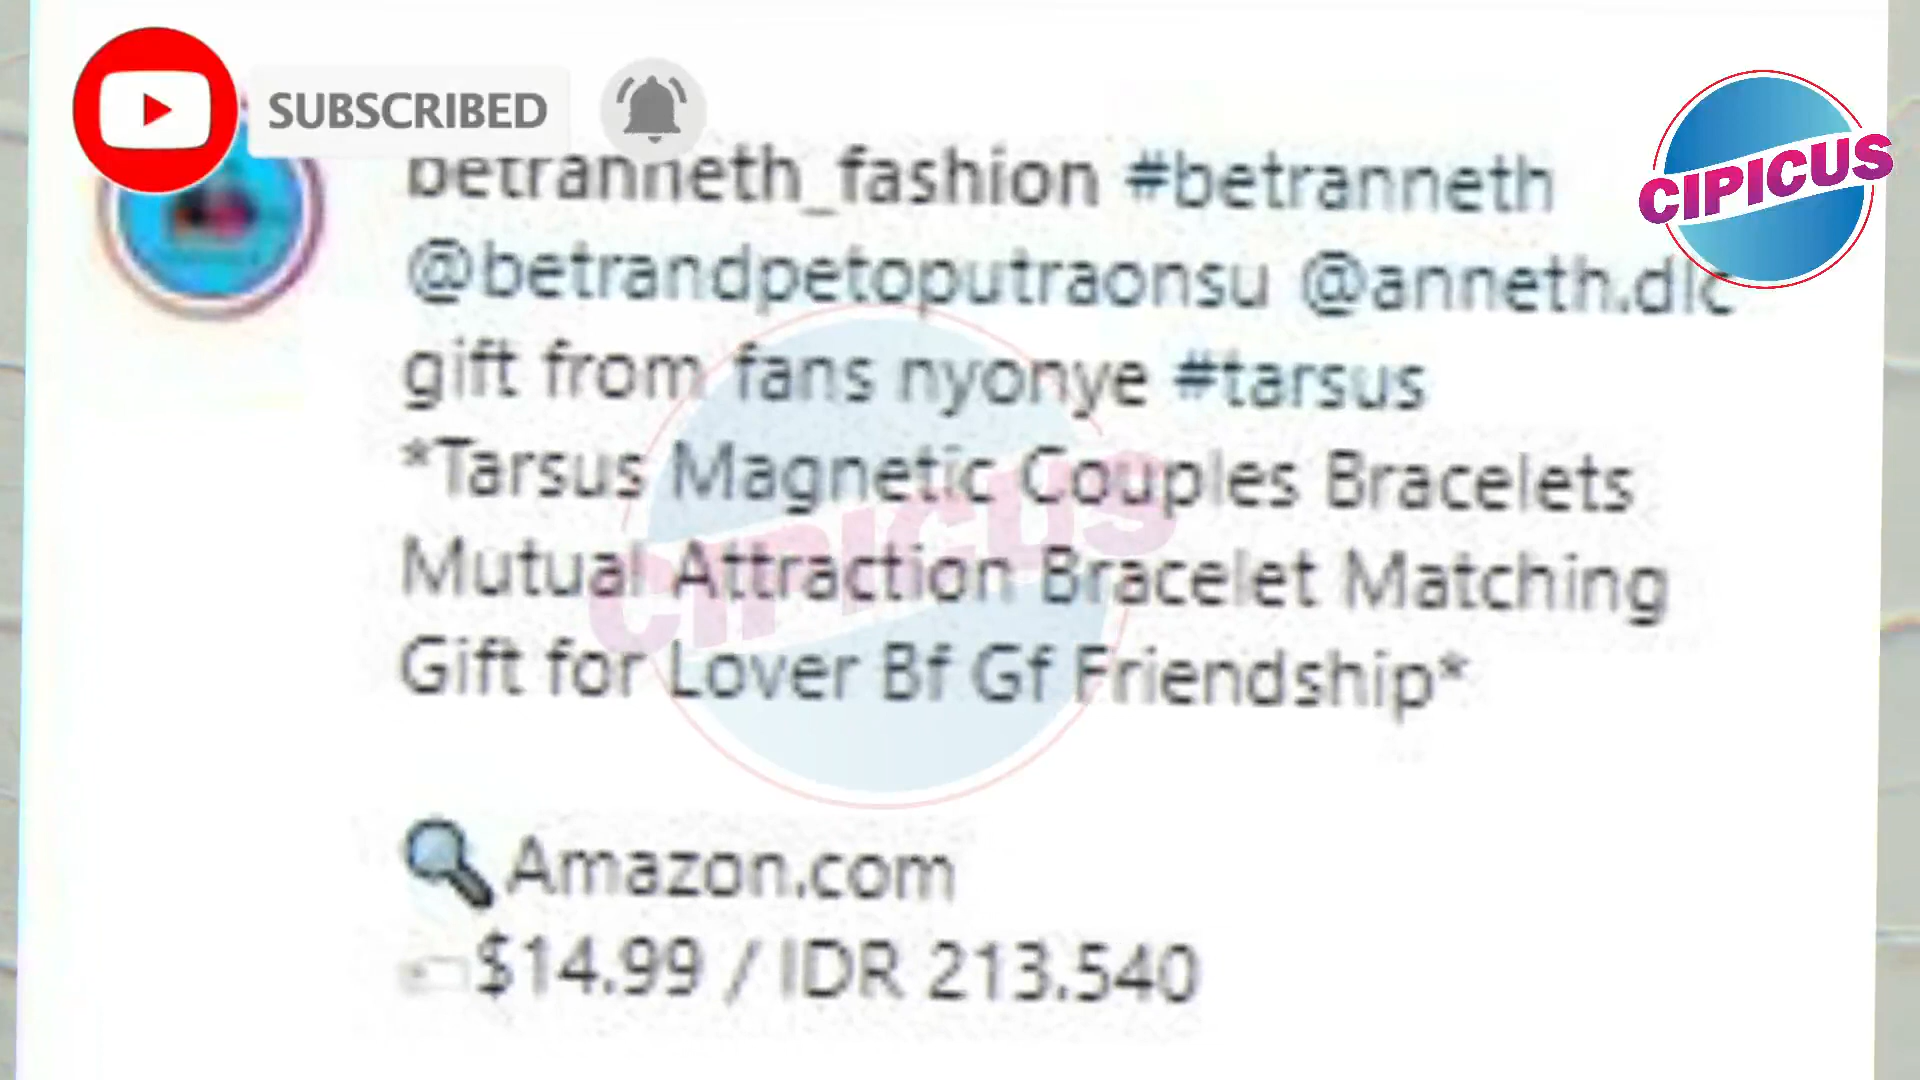 SUBSCRIBED
CIPICUS
betranneth_fashion #betranneth
@betrandpetoputraonsu @anneth.dlc
gift from fans nyonye #tarsus
*Tarsus Magnetic Couples Bracelets
Mutual Attraction Bracelet Matching
Gift for Lover Bf Gf Friendship*
CIPICUS
Amazon.com
$14.99 / IDR 213.540